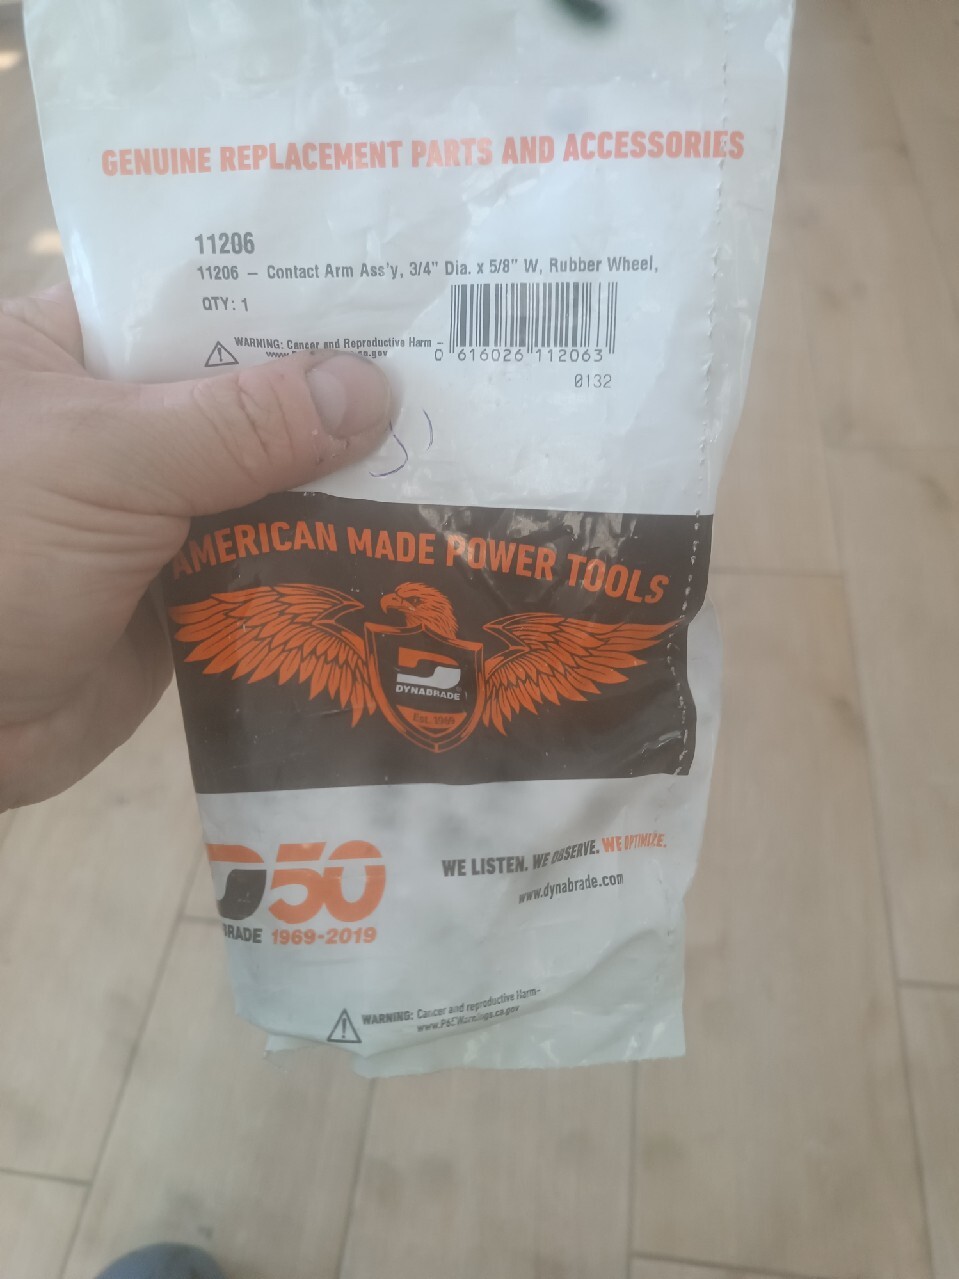 GENUINE REPLACEMENT PARTS AND ACCESSORIES
11206
11206 – Contact Arm Ass'y, 3/4" Dia. x 5/8" W, Rubber Wheel,
QTY: 1
WARNING: Cancer and Reproductive Harm –
0 616026 112063
0132
AMERICAN MADE POWER TOOLS
DYNABRADE
Est. 1969
50
BRADE 1969-2019
WE LISTEN. WE OBSERVE. WE OPTIMIZE.
www.dynabrade.com
WARNING: Cancer and reproductive Harm-
www.P65Warnings.ca.gov